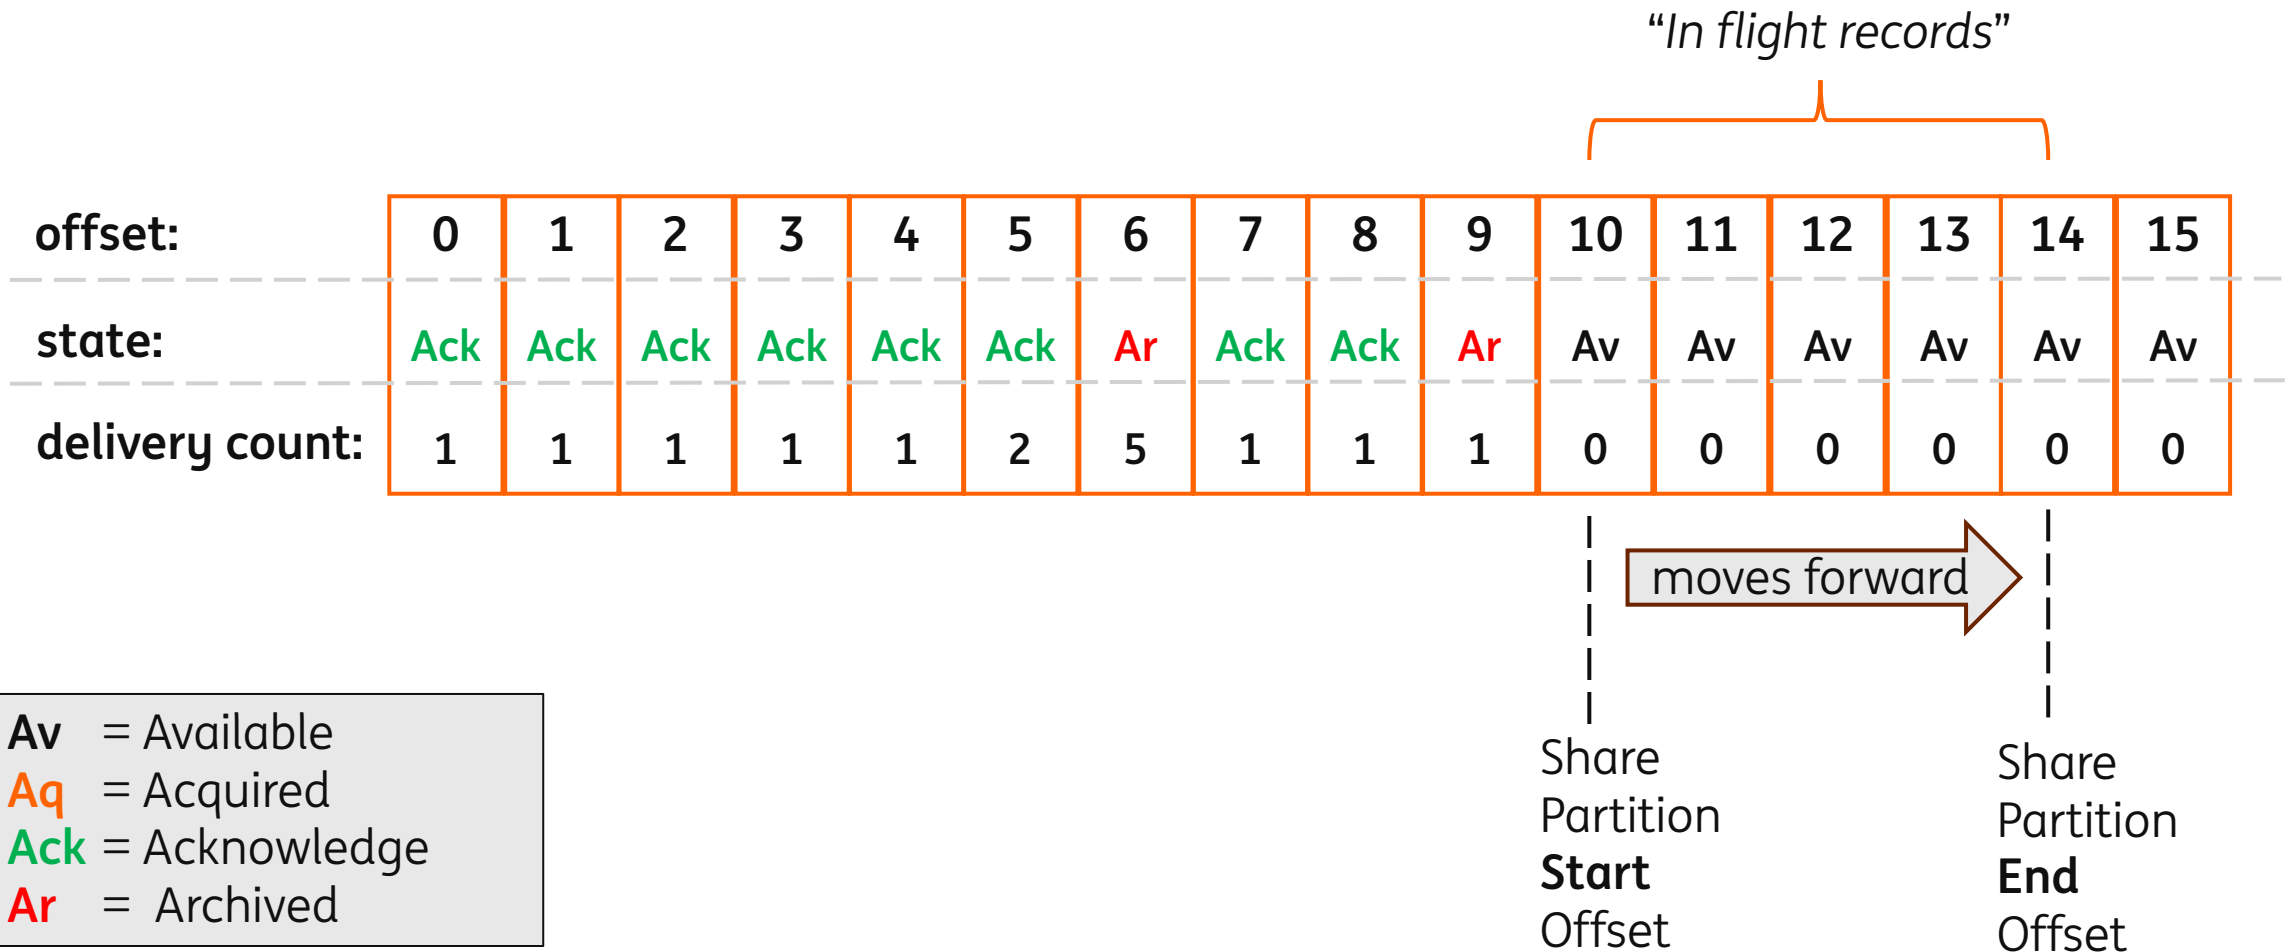 “In flight records”
offset: 0 1 2 3 4 5 6 7 8 9 10 11 12 13 14 15
state: Ack Ack Ack Ack Ack Ack Ar Ack Ack Ar Av Av Av Av Av Av
delivery count: 1 1 1 1 1 2 5 1 1 1 0 0 0 0 0 0
moves forward
Av = Available
Aq = Acquired
Ack = Acknowledge
Ar = Archived
Share
Partition
Start
Offset
Share
Partition
End
Offset